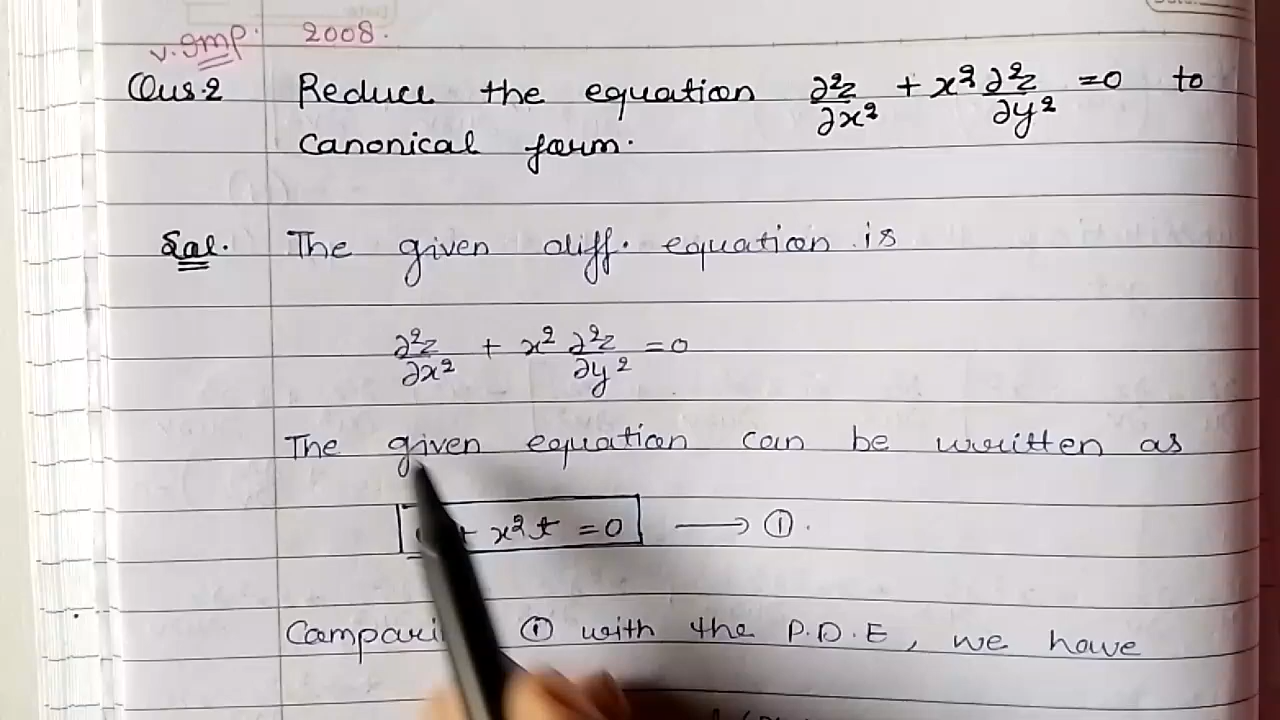 v. Imp. 2008.
Ques.2 Reduce the equation ∂²z/∂x² + x² ∂²z/∂y² = 0 to
canonical form.
Sol. The given diff. equation is
∂²z/∂x² + x² ∂²z/∂y² = 0
The given equation can be written as
+ x²t = 0 → ①.
① with the P.D.E, we have